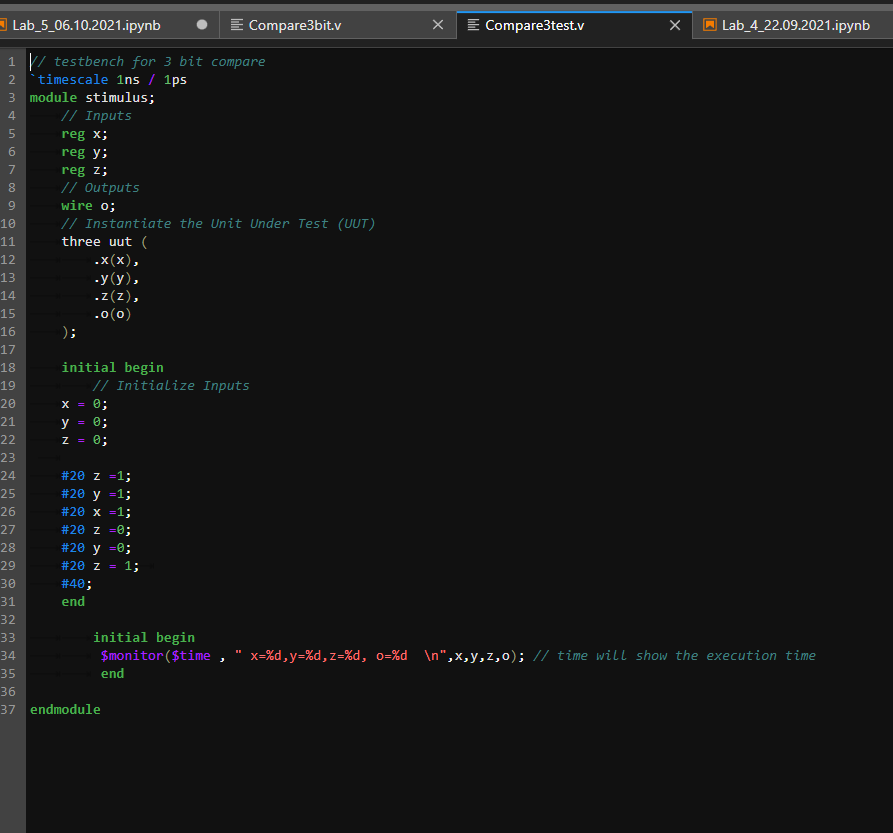 Lab_5_06.10.2021.ipynb Compare3bit.v Compare3test.v Lab_4_22.09.2021.ipynb
1 // testbench for 3 bit compare
2 `timescale 1ns / 1ps
3 module stimulus;
4 // Inputs
5 reg x;
6 reg y;
7 reg z;
8 // Outputs
9 wire o;
10 // Instantiate the Unit Under Test (UUT)
11 three uut (
12 .x(x),
13 .y(y),
14 .z(z),
15 .o(o)
16 );
17
18 initial begin
19 // Initialize Inputs
20 x = 0;
21 y = 0;
22 z = 0;
23
24 #20 z =1;
25 #20 y =1;
26 #20 x =1;
27 #20 z =0;
28 #20 y =0;
29 #20 z = 1;
30 #40;
31 end
32
33 initial begin
34 $monitor($time , " x=%d,y=%d,z=%d, o=%d  \n",x,y,z,o); // time will show the execution time
35 end
36
37 endmodule